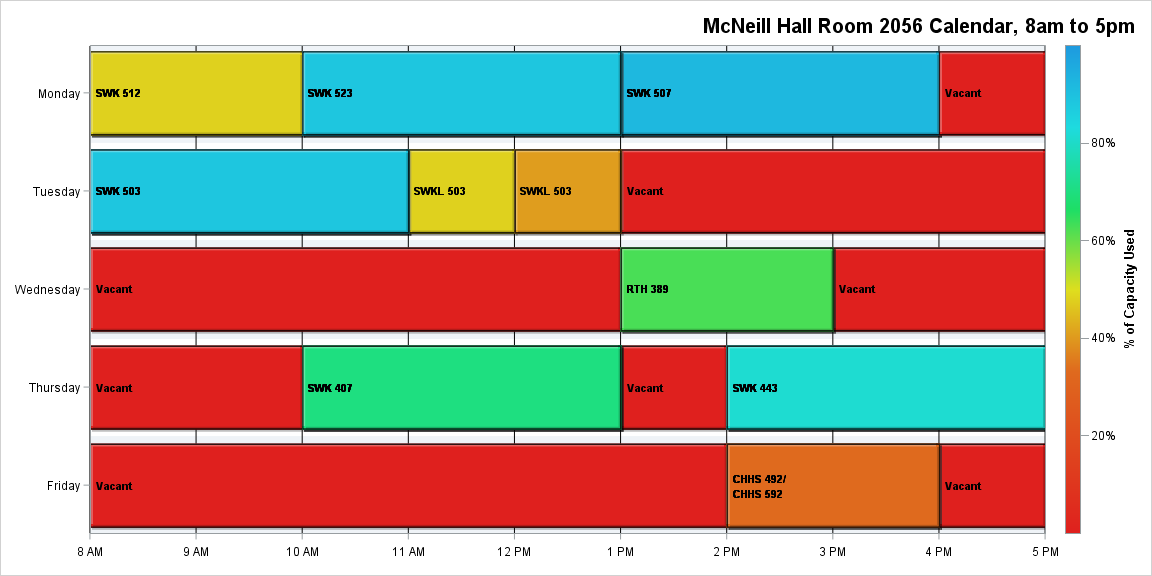 McNeill Hall Room 2056 Calendar, 8am to 5pm
Monday
SWK 512
SWK 523
SWK 507
Vacant
Tuesday
SWK 503
SWKL 503
SWKL 503
Vacant
Wednesday
Vacant
RTH 389
Vacant
Thursday
Vacant
SWK 407
Vacant
SWK 443
Friday
Vacant
CHHS 492/
CHHS 592
Vacant
8 AM
9 AM
10 AM
11 AM
12 PM
1 PM
2 PM
3 PM
4 PM
5 PM
80%
60%
40%
20%
% of Capacity Used